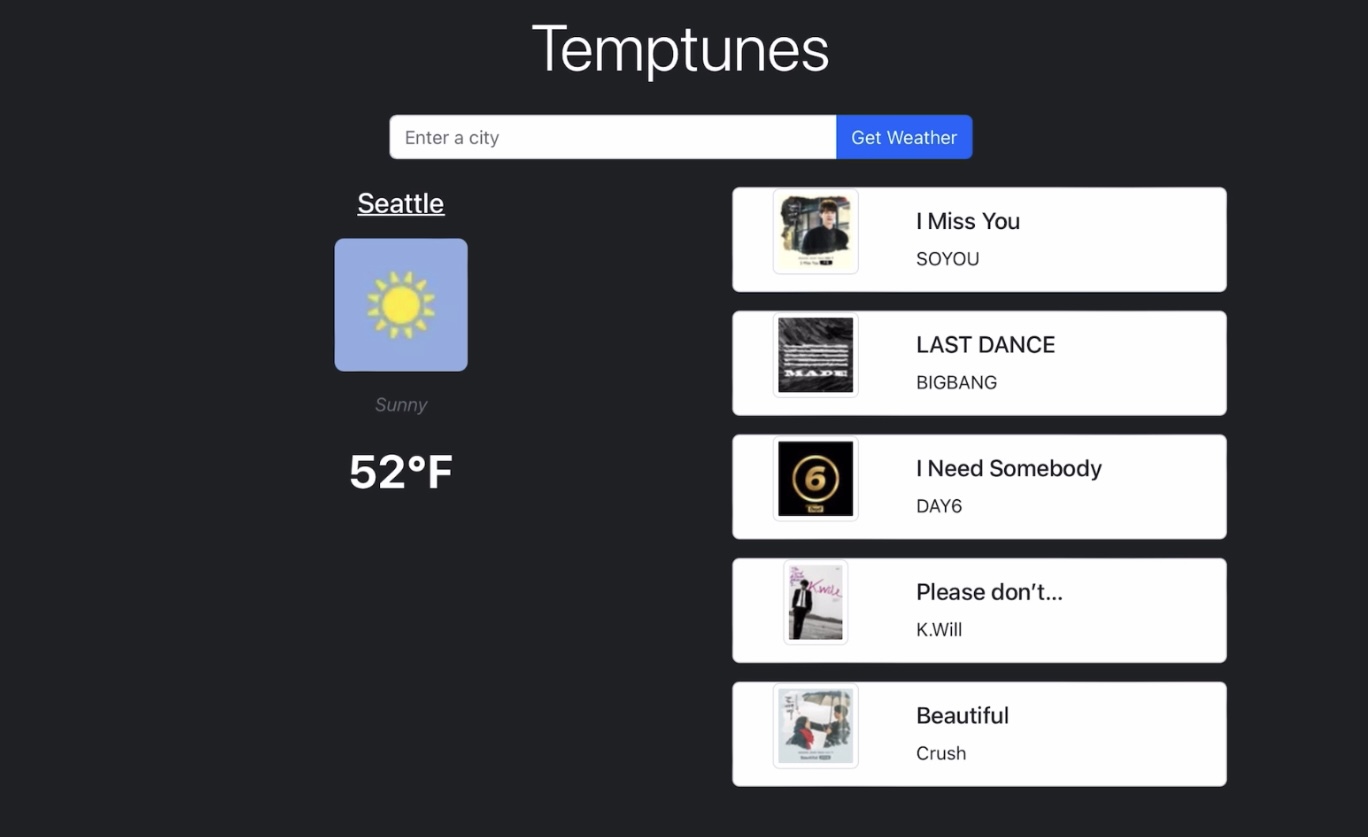 Temptunes
Enter a city
Get Weather
Seattle
Sunny
52°F
I Miss You
SOYOU
MADE
LAST DANCE
BIGBANG
6
I Need Somebody
DAY6
K.will
Please don't...
K.Will
Beautiful
Crush